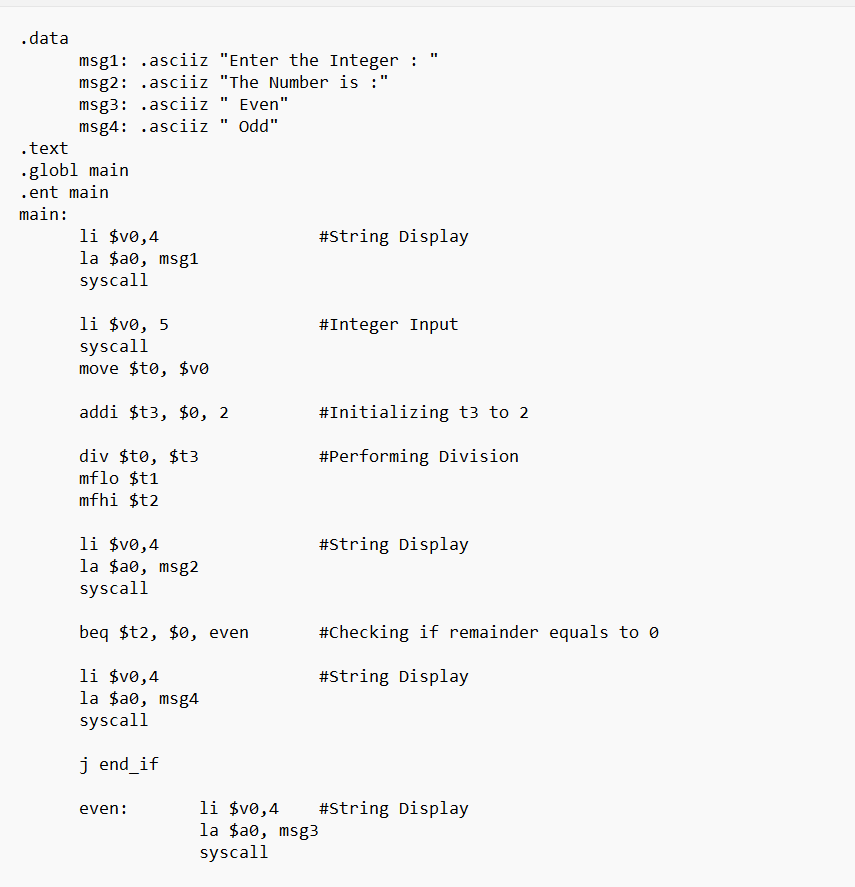 .data
      msg1: .asciiz "Enter the Integer : "
      msg2: .asciiz "The Number is :"
      msg3: .asciiz " Even"
      msg4: .asciiz " Odd"
.text
.globl main
.ent main
main:
      li $v0,4                #String Display
      la $a0, msg1
      syscall

      li $v0, 5               #Integer Input
      syscall
      move $t0, $v0

      addi $t3, $0, 2         #Initializing t3 to 2

      div $t0, $t3            #Performing Division
      mflo $t1
      mfhi $t2

      li $v0,4                #String Display
      la $a0, msg2
      syscall

      beq $t2, $0, even       #Checking if remainder equals to 0

      li $v0,4                #String Display
      la $a0, msg4
      syscall

      j end_if

      even:       li $v0,4    #String Display
                  la $a0, msg3
                  syscall